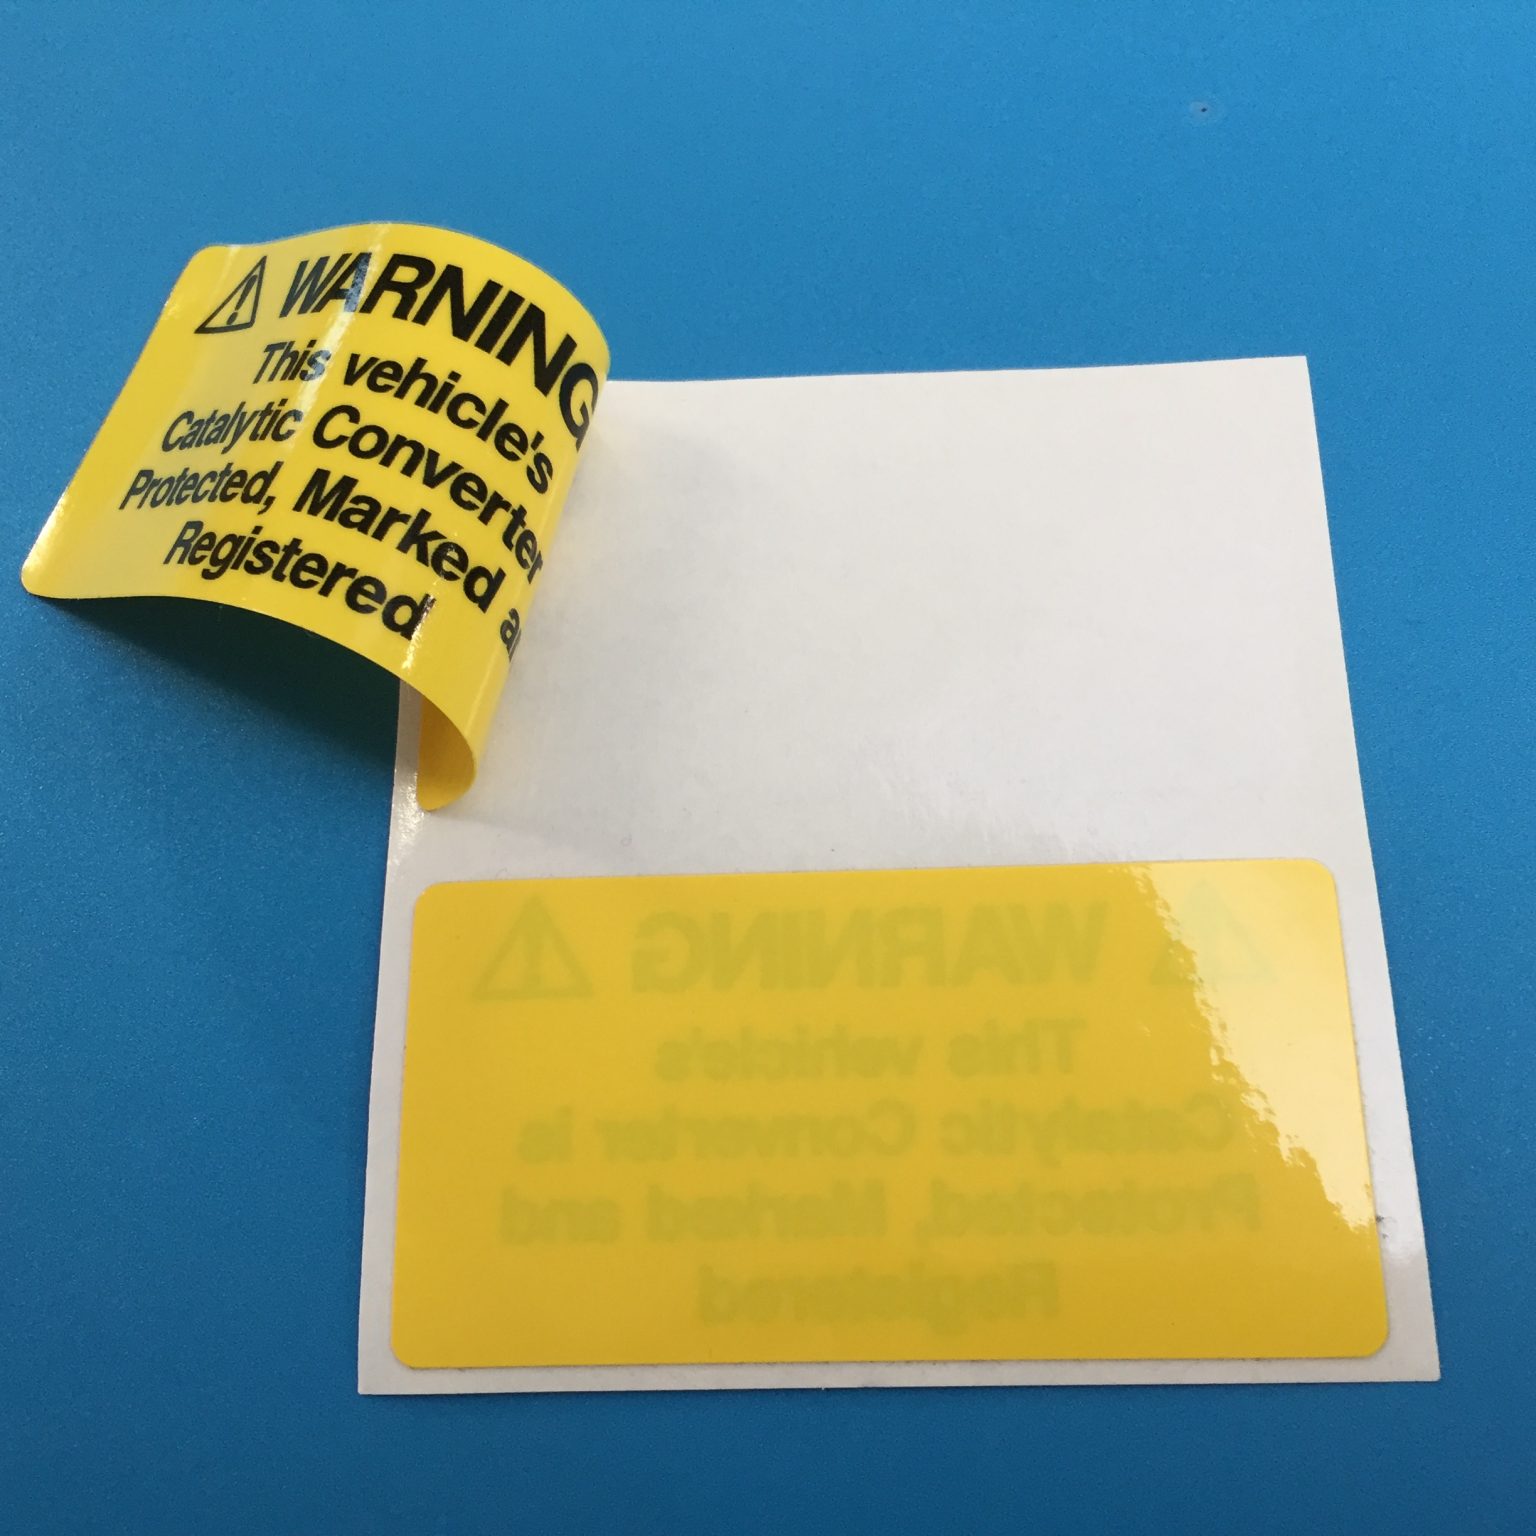 ⚠ WARNING
This vehicle's
Catalytic Converter
Protected, Marked
Registered
⚠ WARNING ⚠
This vehicle's
Catalytic Converter is
Protected, Marked and
Registered